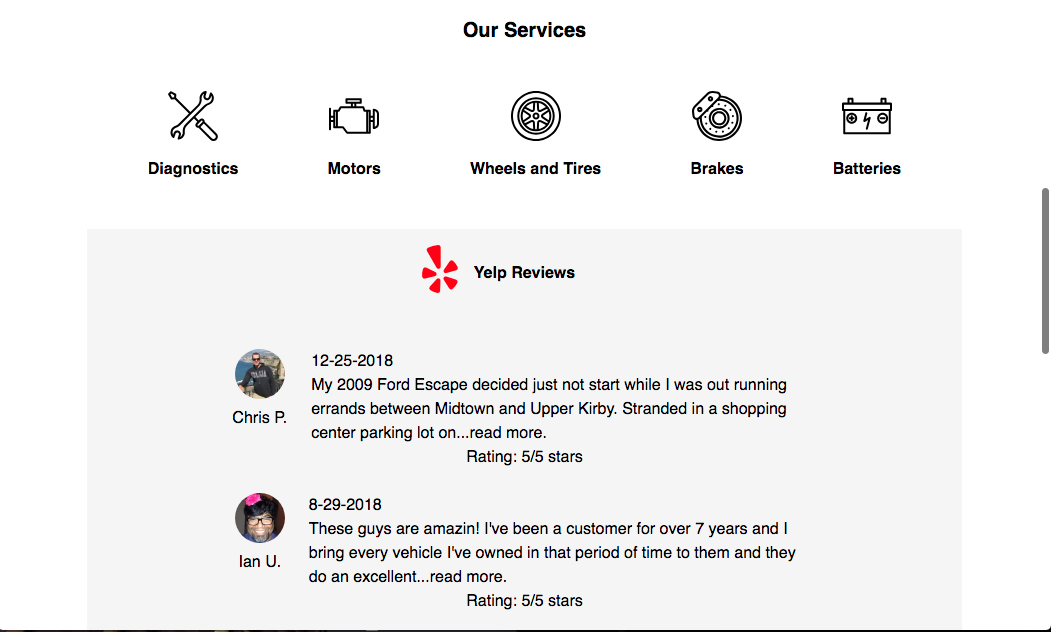 Our Services
Diagnostics
Motors
Wheels and Tires
Brakes
Batteries
Yelp Reviews
12-25-2018
My 2009 Ford Escape decided just not start while I was out running
errands between Midtown and Upper Kirby. Stranded in a shopping
center parking lot on...read more.
Chris P.
Rating: 5/5 stars
8-29-2018
These guys are amazin! I've been a customer for over 7 years and I
bring every vehicle I've owned in that period of time to them and they
do an excellent...read more.
Ian U.
Rating: 5/5 stars